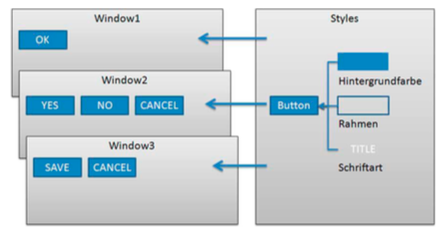 Window1
OK
Window2
YES NO CANCEL
Window3
SAVE CANCEL
Styles
Hintergrundfarbe
Button
Rahmen
TITLE
Schriftart